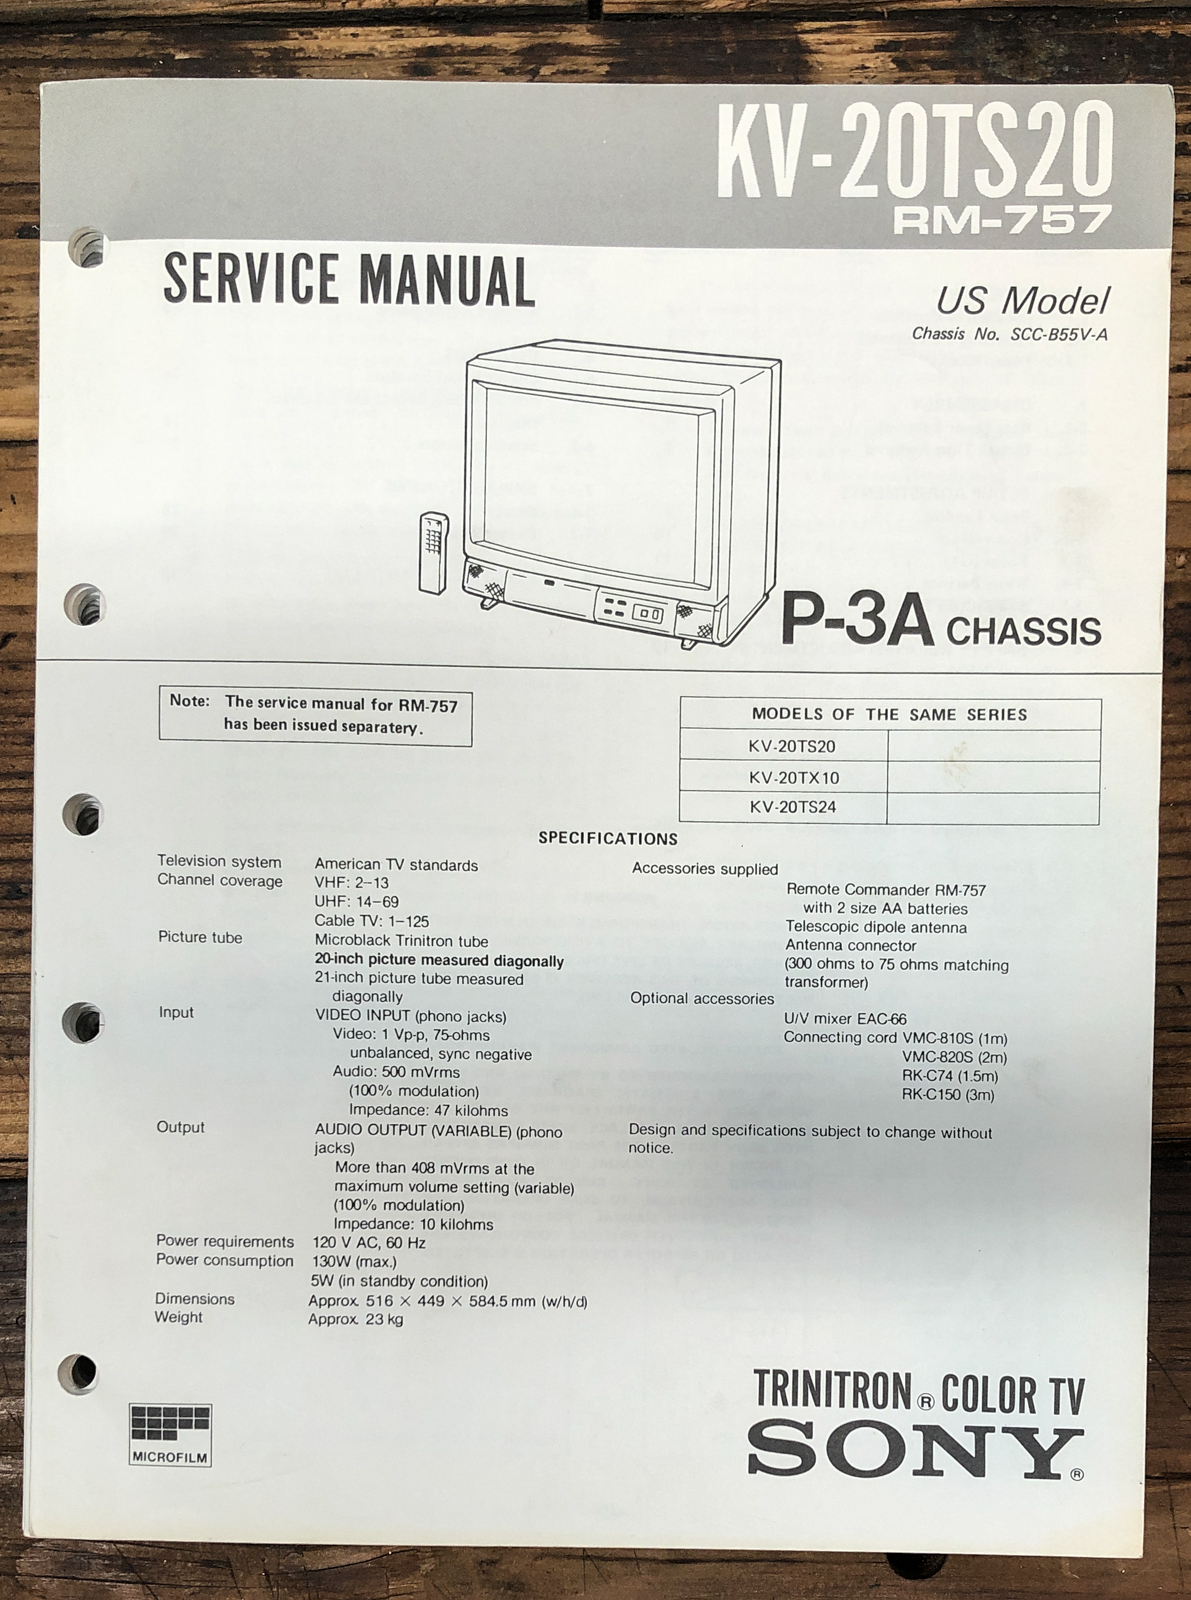 KV-20TS20
RM-757
SERVICE MANUAL
US Model
Chassis No. SCC-B55V-A
P-3A CHASSIS
Note: The service manual for RM-757
has been issued separatery.
MODELS OF THE SAME SERIES
KV-20TS20
KV-20TX10
KV-20TS24
SPECIFICATIONS
Television system American TV standards
Channel coverage VHF: 2–13
UHF: 14–69
Cable TV: 1–125
Picture tube Microblack Trinitron tube
20-inch picture measured diagonally
21-inch picture tube measured
diagonally
Input VIDEO INPUT (phono jacks)
Video: 1 Vp-p, 75-ohms
unbalanced, sync negative
Audio: 500 mVrms
(100% modulation)
Impedance: 47 kilohms
Output AUDIO OUTPUT (VARIABLE) (phono
jacks)
More than 408 mVrms at the
maximum volume setting (variable)
(100% modulation)
Impedance: 10 kilohms
Power requirements 120 V AC, 60 Hz
Power consumption 130W (max.)
5W (in standby condition)
Dimensions Approx. 516 × 449 × 584.5 mm (w/h/d)
Weight Approx. 23 kg
Accessories supplied
Remote Commander RM-757
with 2 size AA batteries
Telescopic dipole antenna
Antenna connector
(300 ohms to 75 ohms matching
transformer)
Optional accessories
U/V mixer EAC-66
Connecting cord VMC-810S (1m)
VMC-820S (2m)
RK-C74 (1.5m)
RK-C150 (3m)
Design and specifications subject to change without
notice.
MICROFILM
TRINITRON® COLOR TV
SONY®